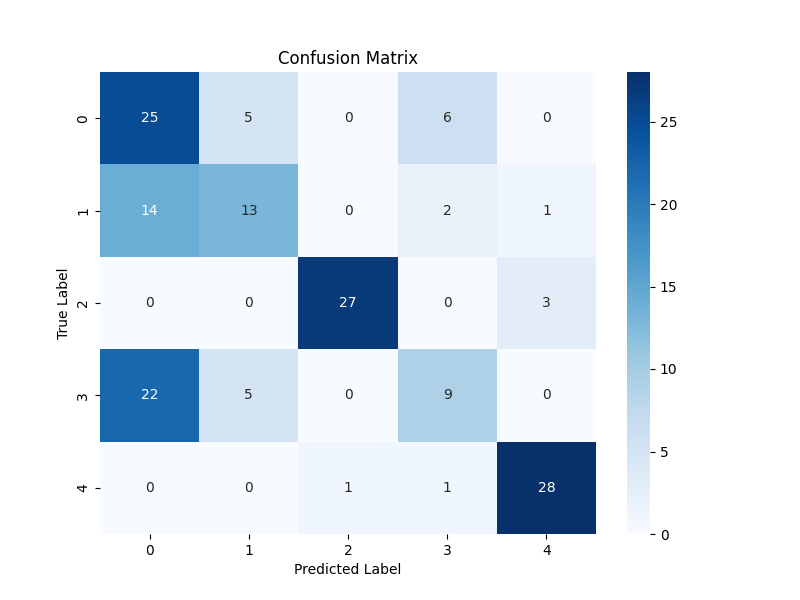 Confusion Matrix
True Label
0 25 5 0 6 0
1 14 13 0 2 1
2 0 0 27 0 3
3 22 5 0 9 0
4 0 0 1 1 28
0 1 2 3 4
Predicted Label
25
20
15
10
5
0